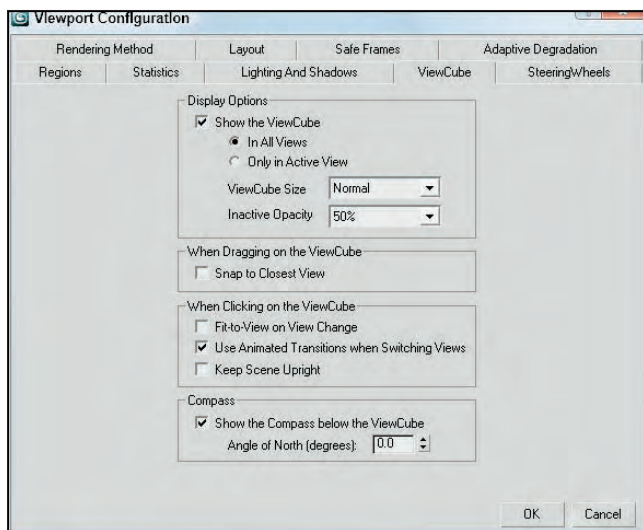 Viewport Configuration
Rendering Method Layout Safe Frames Adaptive Degradation
Regions Statistics Lighting And Shadows ViewCube SteeringWheels
Display Options
Show the ViewCube
In All Views
Only in Active View
ViewCube Size Normal
Inactive Opacity 50%
When Dragging on the ViewCube
Snap to Closest View
When Clicking on the ViewCube
Fit-to-View on View Change
Use Animated Transitions when Switching Views
Keep Scene Upright
Compass
Show the Compass below the ViewCube
Angle of North (degrees): 0.0
OK Cancel